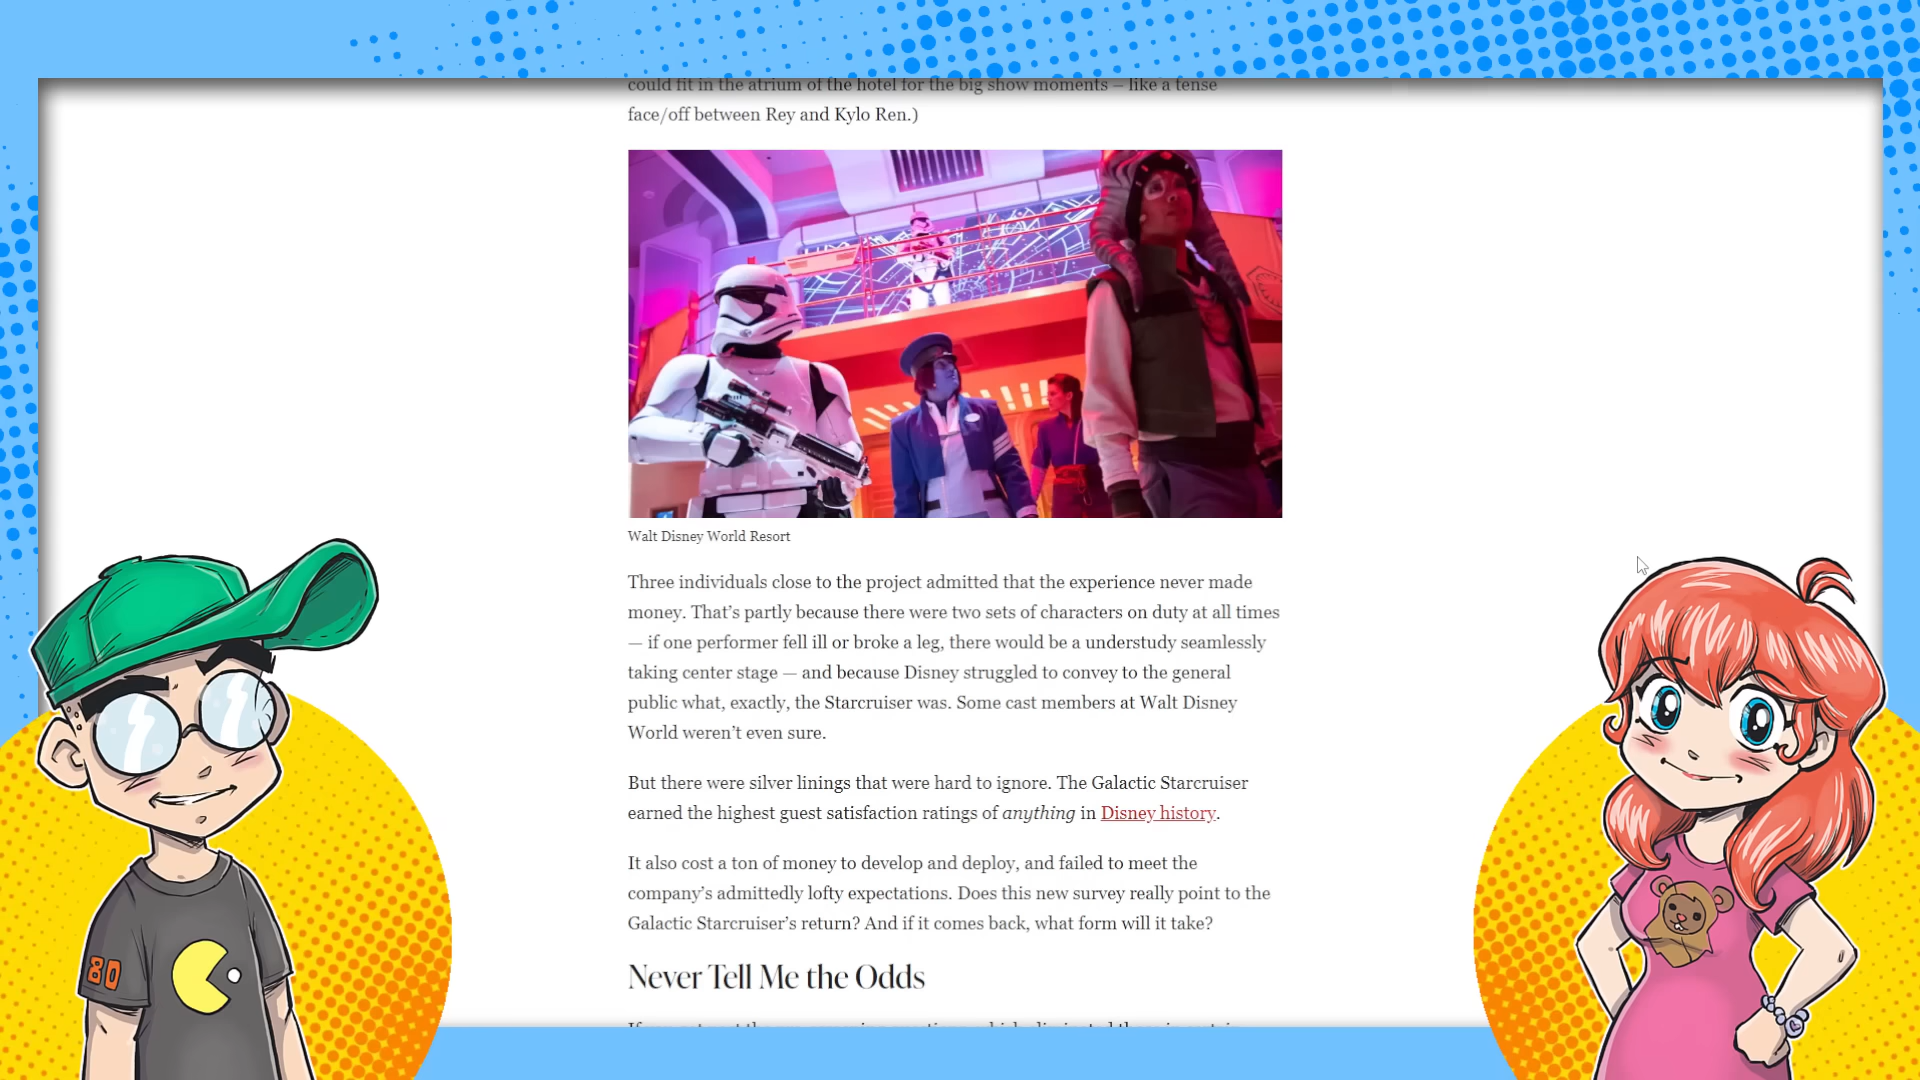 could fit in the atrium of the hotel for the big show moments – like a tense
face/off between Rey and Kylo Ren.)
Walt Disney World Resort
Three individuals close to the project admitted that the experience never made
money. That’s partly because there were two sets of characters on duty at all times
— if one performer fell ill or broke a leg, there would be a understudy seamlessly
taking center stage — and because Disney struggled to convey to the general
public what, exactly, the Starcruiser was. Some cast members at Walt Disney
World weren’t even sure.
But there were silver linings that were hard to ignore. The Galactic Starcruiser
earned the highest guest satisfaction ratings of anything in Disney history.
It also cost a ton of money to develop and deploy, and failed to meet the
company’s admittedly lofty expectations. Does this new survey really point to the
Galactic Starcruiser’s return? And if it comes back, what form will it take?
Never Tell Me the Odds
80